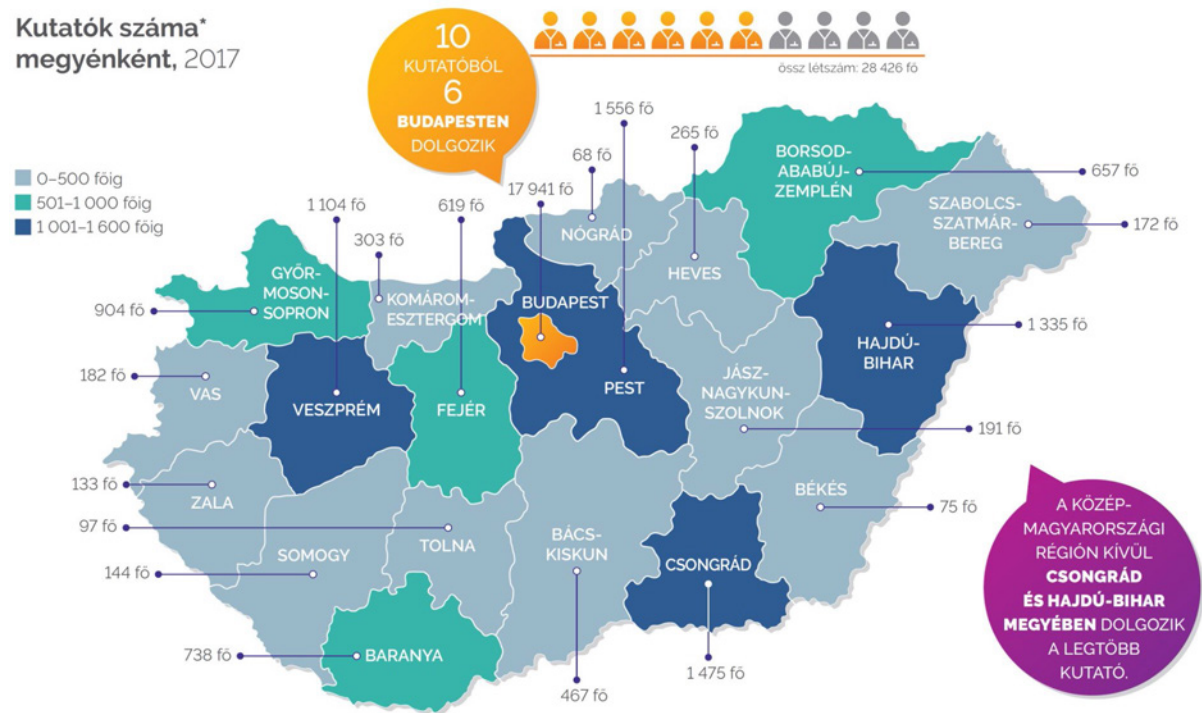 Kutatók száma*
megyénként, 2017
10
KUTATÓBÓL
6
BUDAPESTEN
DOLGOZIK
össz létszám: 28 426 fő
0–500 főig
501–1 000 főig
1 001–1 600 főig
1 104 fő
303 fő
619 fő
17 941 fő
68 fő
1 556 fő
265 fő
657 fő
172 fő
1 335 fő
191 fő
75 fő
904 fő
182 fő
133 fő
97 fő
144 fő
738 fő
467 fő
1 475 fő
GYŐR-
MOSON-
SOPRON
KOMÁROM-
ESZTERGOM
BUDAPEST
NÓGRÁD
HEVES
BORSOD-
ABABÚJ-
ZEMPLÉN
SZABOLCS-
SZATMÁR-
BEREG
VAS
VESZPRÉM
FEJÉR
PEST
JÁSZ-
NAGYKUN-
SZOLNOK
HAJDÚ-
BIHAR
ZALA
SOMOGY
TOLNA
BÁCS-
KISKUN
CSONGRÁD
BÉKÉS
BARANYA
A KŐZÉP-
MAGYARORSZÁGI
RÉGIÓN KÍVÜL
CSONGRÁD
ÉS HAJDÚ-BIHAR
MEGYÉBEN DOLGOZIK
A LEGTÖBB
KUTATÓ.